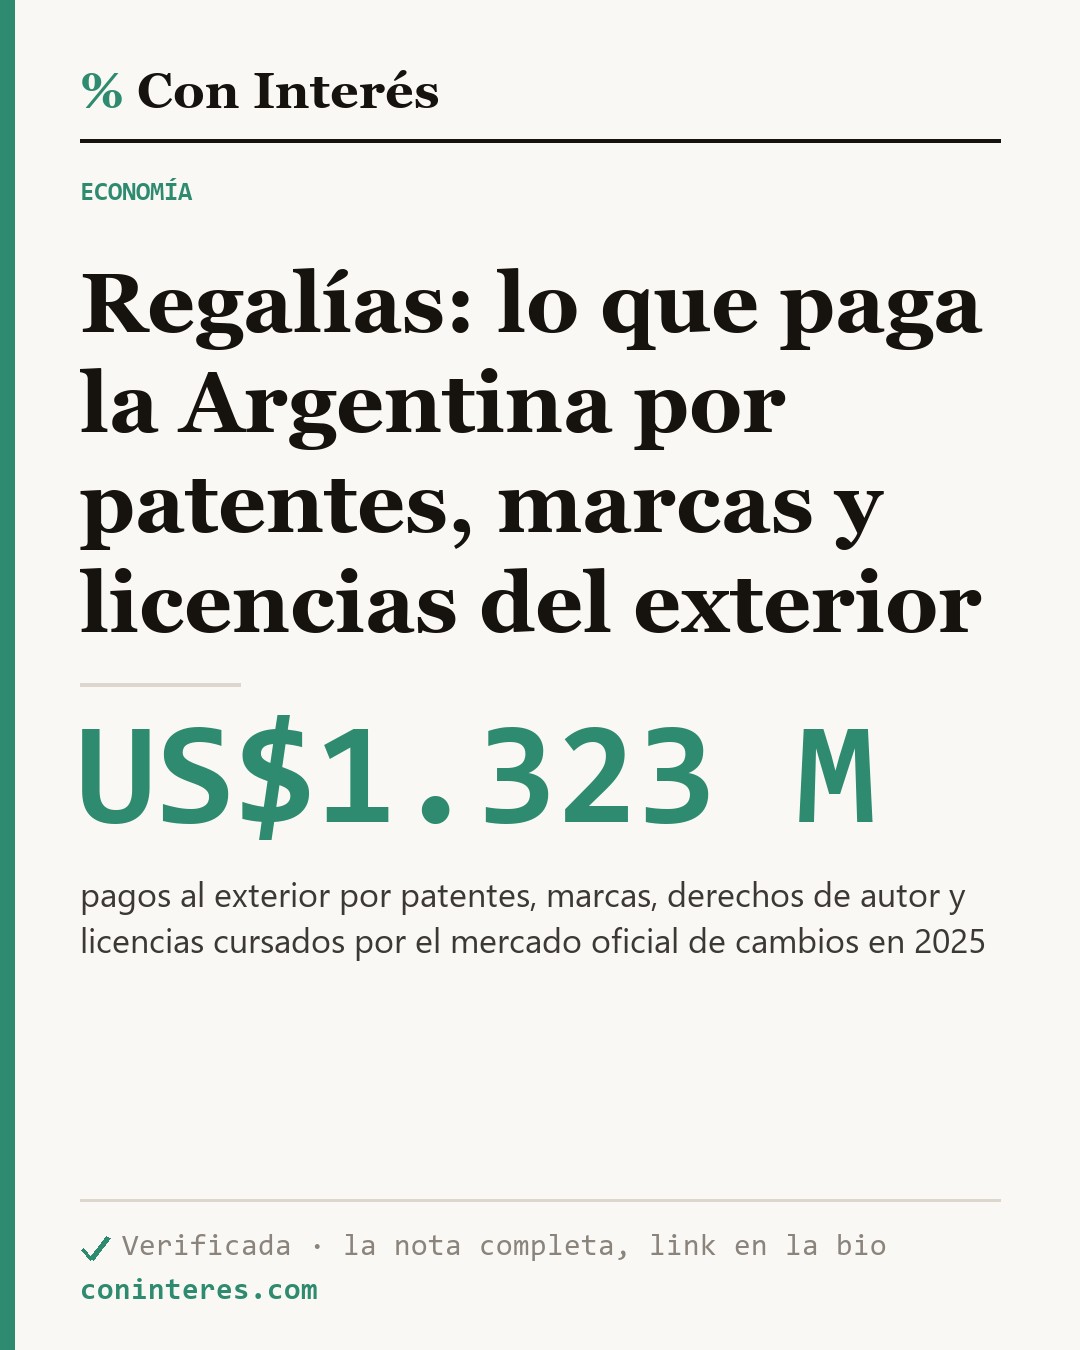 % Con Interés
ECONOMÍA
Regalías: lo que paga
la Argentina por
patentes, marcas y
licencias del exterior
US$1.323 M
pagos al exterior por patentes, marcas, derechos de autor y
licencias cursados por el mercado oficial de cambios en 2025
✓ Verificada · la nota completa, link en la bio
coninteres.com